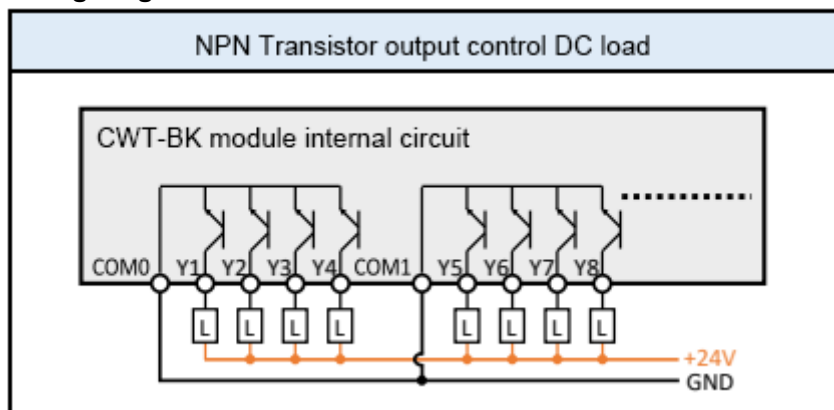 NPN Transistor output control DC load
CWT-BK module internal circuit
COM0 Y1 Y2 Y3 Y4 COM1 Y5 Y6 Y7 Y8
L L L L L L L L
+24V
GND